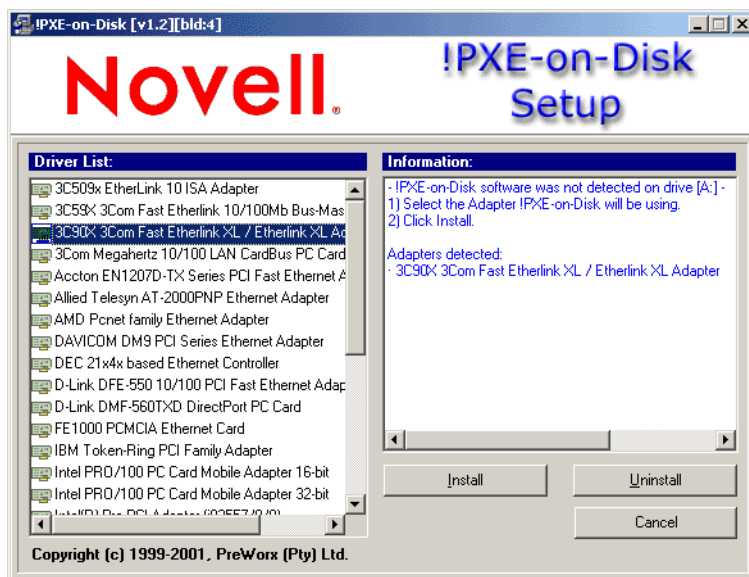 !PXE-on-Disk [v1.2][bld:4]
Novell®
!PXE-on-Disk
Setup
Driver List:
3C509x EtherLink 10 ISA Adapter
3C59X 3Com Fast Etherlink 10/100Mb Bus-Mas
3C90X 3Com Fast Etherlink XL / Etherlink XL Ad
3Com Megahertz 10/100 LAN CardBus PC Card
Accton EN1207D-TX Series PCI Fast Ethernet A
Allied Telesyn AT-2000PNP Ethernet Adapter
AMD Pcnet family Ethernet Adapter
DAVICOM DM9 PCI Series Ethernet Adapter
DEC 21x4x based Ethernet Controller
D-Link DFE-550 10/100 PCI Fast Ethernet Adap
D-Link DMF-560TXD DirectPort PC Card
FE1000 PCMCIA Ethernet Card
IBM Token-Ring PCI Family Adapter
Intel PRO/100 PC Card Mobile Adapter 16-bit
Intel PRO/100 PC Card Mobile Adapter 32-bit
Information:
- !PXE-on-Disk software was not detected on drive [A:] -
1) Select the Adapter !PXE-on-Disk will be using.
2) Click Install.
Adapters detected:
· 3C90X 3Com Fast Etherlink XL / Etherlink XL Adapter
Install
Uninstall
Cancel
Copyright (c) 1999-2001, PreWorx (Pty) Ltd.